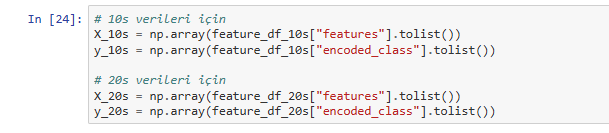 In [24]: # 10s verileri için
X_10s = np.array(feature_df_10s["features"].tolist())
y_10s = np.array(feature_df_10s["encoded_class"].tolist())
# 20s verileri için
X_20s = np.array(feature_df_20s["features"].tolist())
y_20s = np.array(feature_df_20s["encoded_class"].tolist())